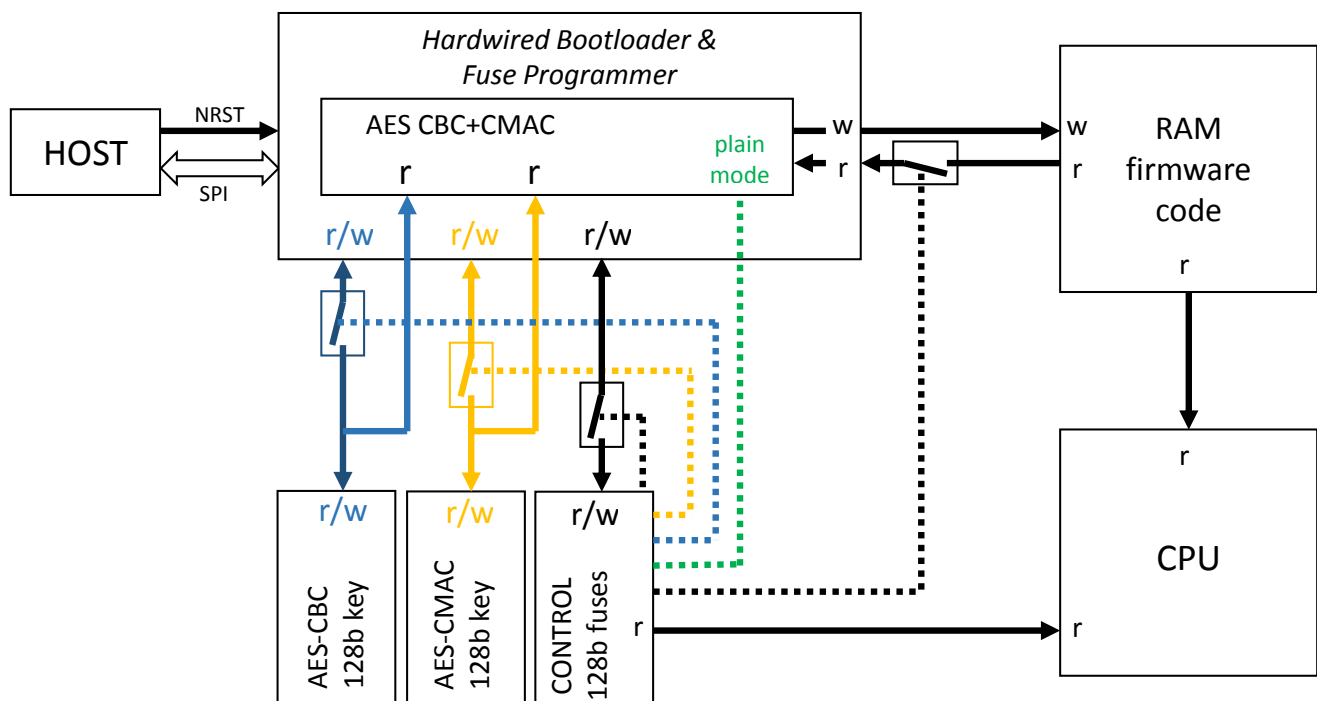 Hardwired Bootloader &
Fuse Programmer
HOST
NRST
SPI
AES CBC+CMAC
r
r
plain
mode
w
r
r/w
r/w
r/w
w
r
RAM
firmware
code
r
r/w
AES-CBC
128b key
r/w
AES-CMAC
128b key
r/w
CONTROL
128b fuses
r
r
CPU
r